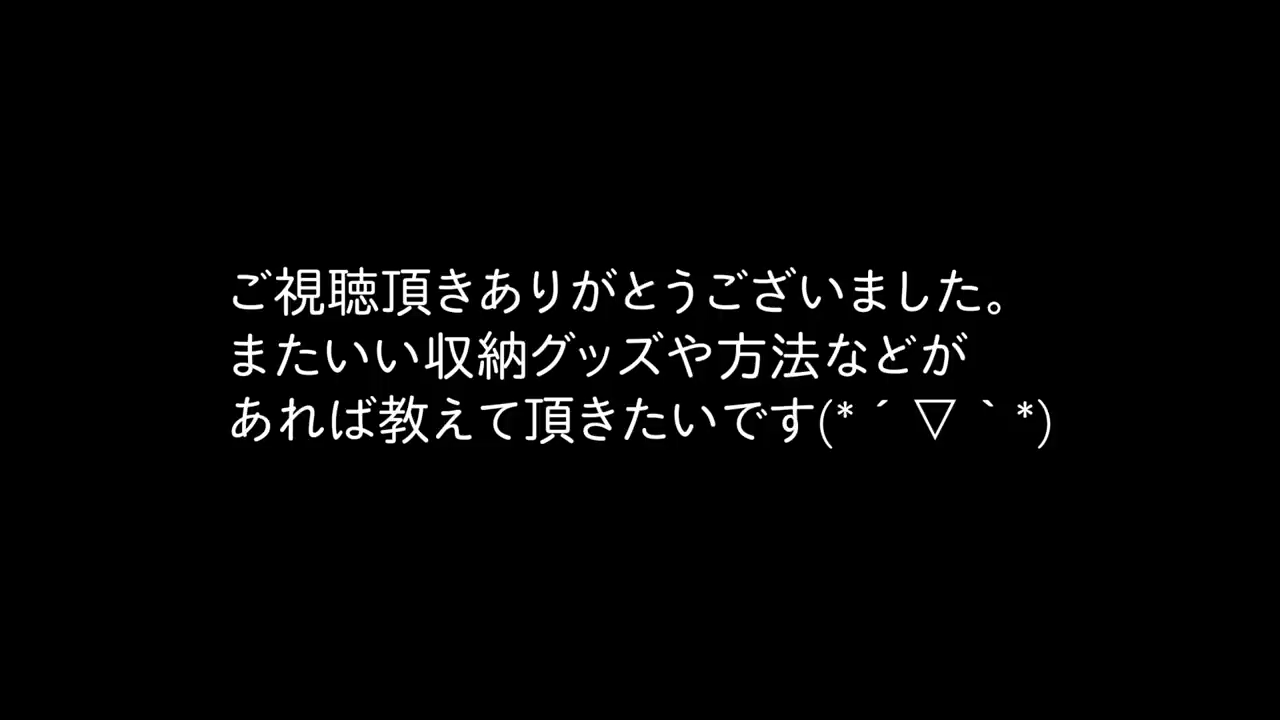 ご視聴頂きありがとうございました。
またいい収納グッズや方法などが
あれば教えて頂きたいです(*´▽｀*)